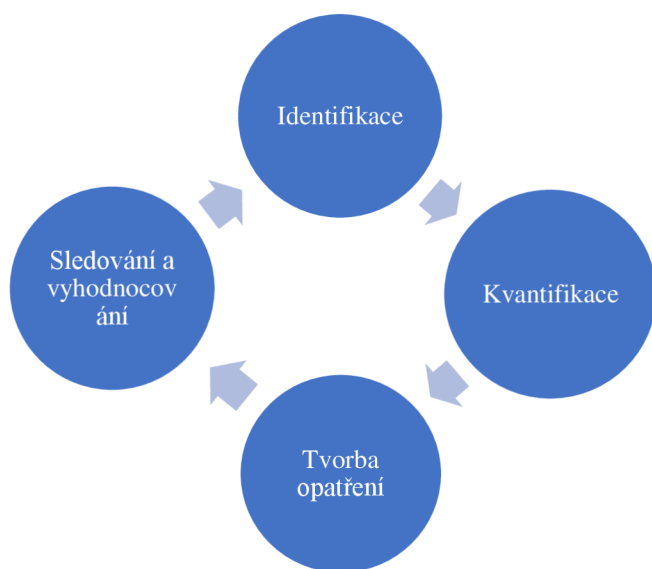 Identifikace
Kvantifikace
Tvorba
opatření
Sledování a
vyhodnocov
ání